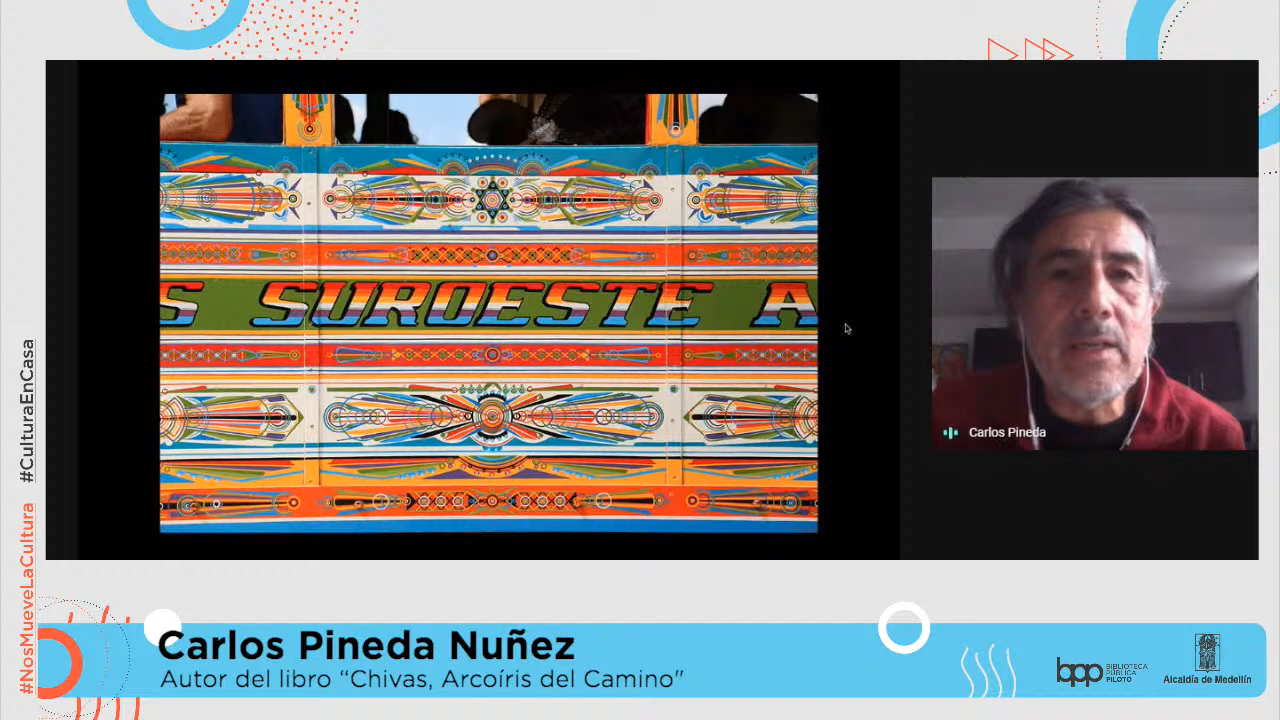 S SUROESTE A
Carlos Pineda
#NosMueveLaCultura #CulturaEnCasa
Carlos Pineda Nuñez
Autor del libro “Chivas, Arcoíris del Camino"
bpp BIBLIOTECA
PÚBLICA
PILOTO
Alcaldía de Medellín